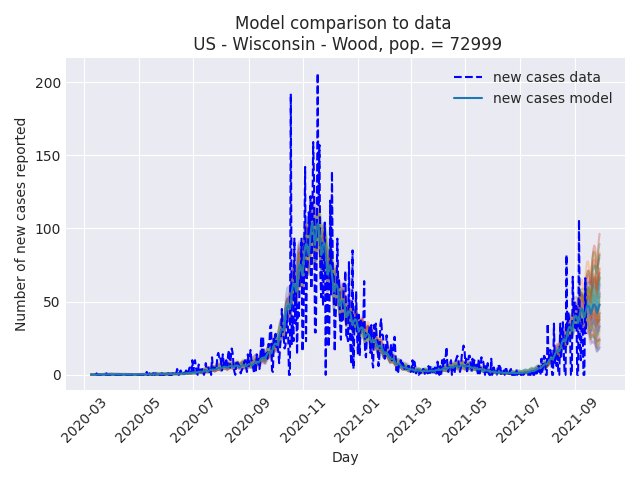 Model comparison to data
US - Wisconsin - Wood, pop. = 72999
new cases data
new cases model
Number of new cases reported
200
150
100
50
0
2020-03
2020-05
2020-07
2020-09
2020-11
2021-01
2021-03
2021-05
2021-07
2021-09
Day